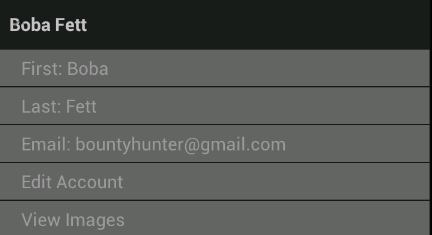 Boba Fett
First: Boba
Last: Fett
Email: bountyhunter@gmail.com
Edit Account
View Images